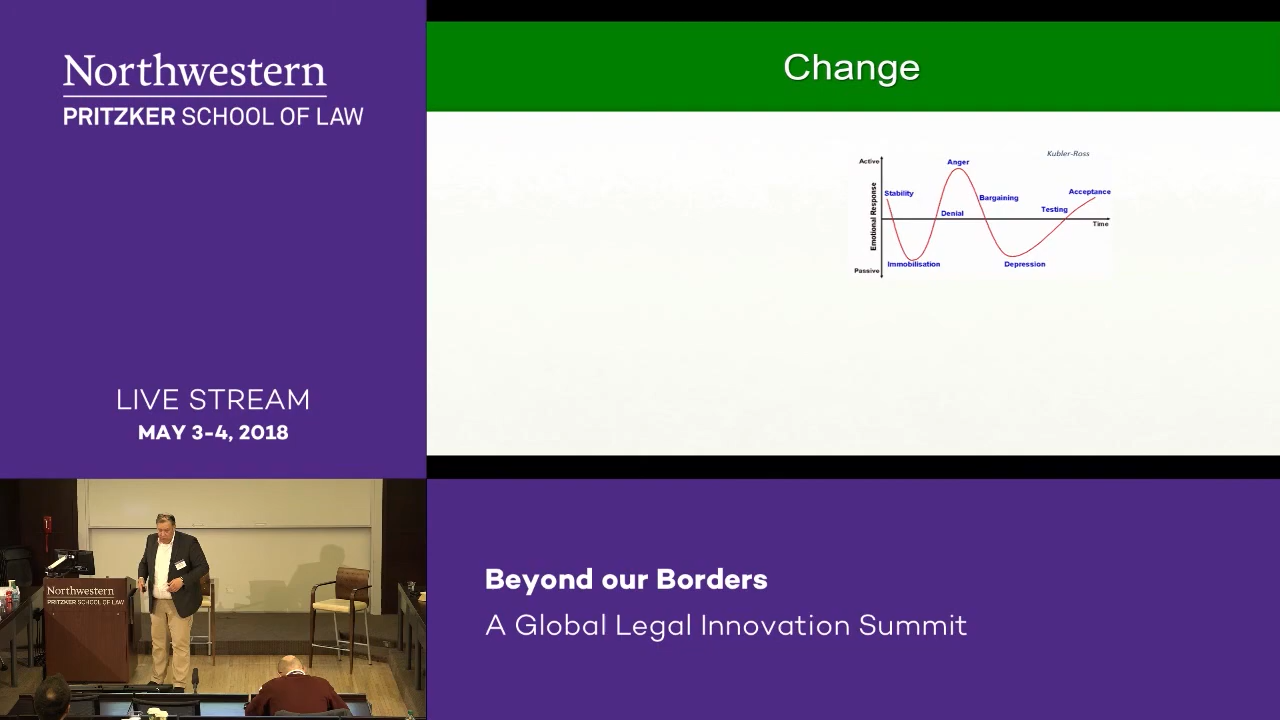 Northwestern
PRITZKER SCHOOL OF LAW
LIVE STREAM
MAY 3-4, 2018
Change
Kubler-Ross
Active
Anger
Stability
Bargaining
Acceptance
Denial
Testing
Time
Emotional Response
Immobilisation
Depression
Passive
Northwestern
PRITZKER SCHOOL OF LAW
Beyond our Borders
A Global Legal Innovation Summit